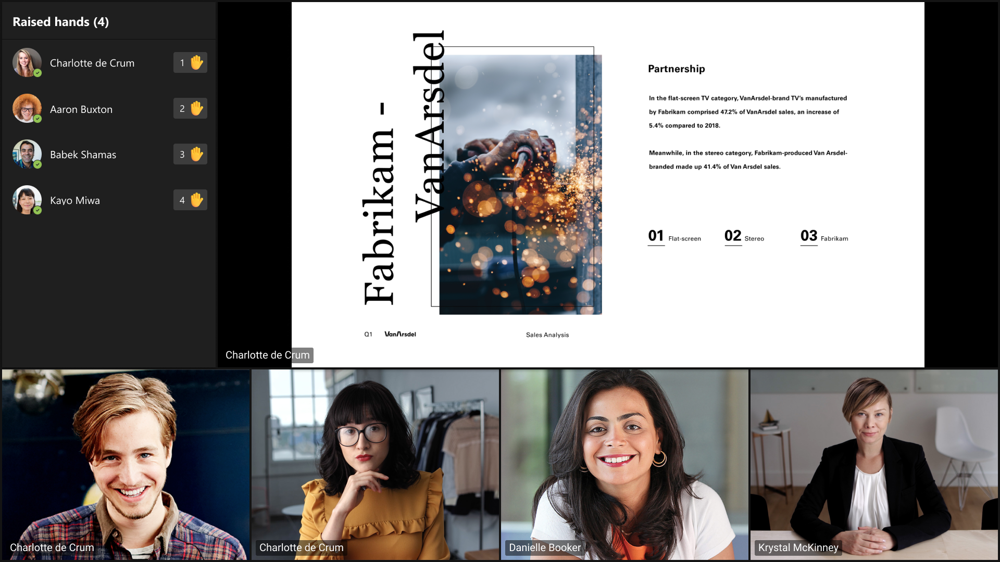 Raised hands (4)
Charlotte de Crum
1
Aaron Buxton
2
Babek Shamas
3
Kayo Miwa
4
Fabrikam -
VanArsdel
Partnership
In the flat-screen TV category, VanArsdel-brand TV's manufactured
by Fabrikam comprised 47.2% of VanArsdel sales, an increase of
5.4% compared to 2018.
Meanwhile, in the stereo category, Fabrikam-produced Van Arsdel-
branded made up 41.4% of Van Arsdel sales.
01 Flat-screen
02 Stereo
03 Fabrikam
Q1 VanArsdel
Sales Analysis
Charlotte de Crum
Charlotte de Crum
Charlotte de Crum
Danielle Booker
Krystal McKinney